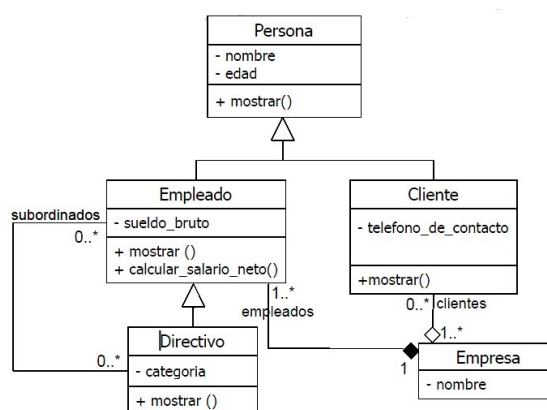 Persona
- nombre
- edad
+ mostrar()
Empleado
- sueldo_bruto
+ mostrar ()
+ calcular_salario_neto()
Cliente
- telefono_de_contacto
+mostrar()
subordinados
0..*
1..*
empleados
0..*
clientes
Directivo
- categoria
+ mostrar ()
0..*
1..*
1
Empresa
- nombre